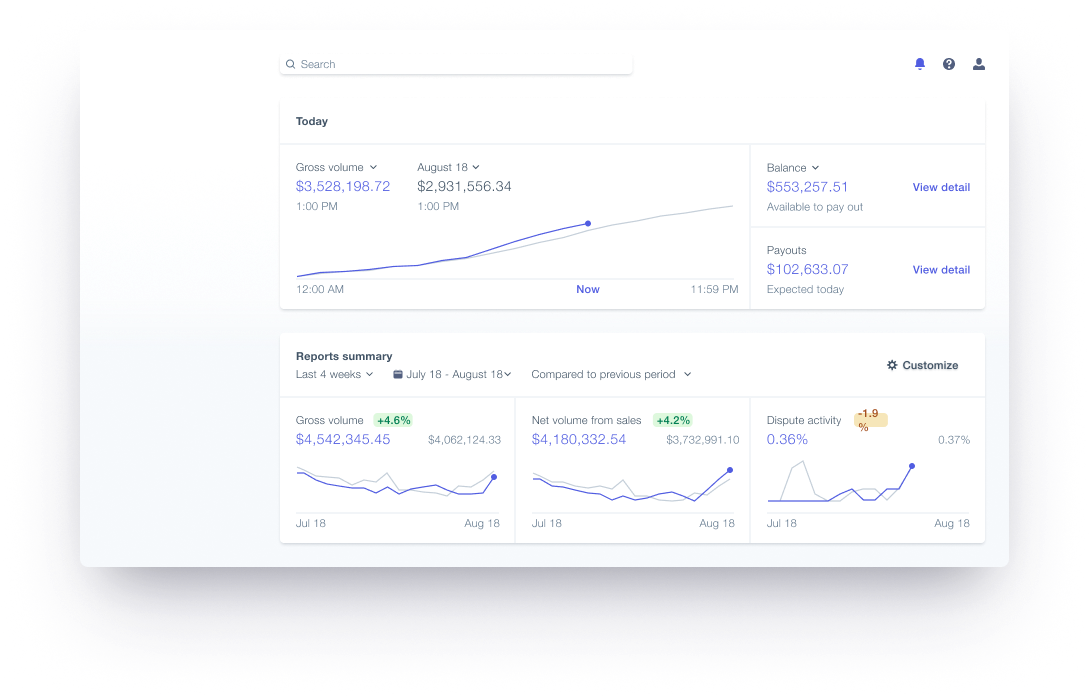 Search
Today
Gross volume
August 18
$3,528,198.72
$2,931,556.34
1:00 PM
1:00 PM
12:00 AM
Now
11:59 PM
Balance
$553,257.51
View detail
Available to pay out
Payouts
$102,633.07
View detail
Expected today
Reports summary
Last 4 weeks
July 18 - August 18
Compared to previous period
Customize
Gross volume
+4.6%
$4,542,345.45
$4,062,124.33
Jul 18
Aug 18
Net volume from sales
+4.2%
$4,180,332.54
$3,732,991.10
Jul 18
Aug 18
Dispute activity
-1.9
%
0.36%
0.37%
Jul 18
Aug 18